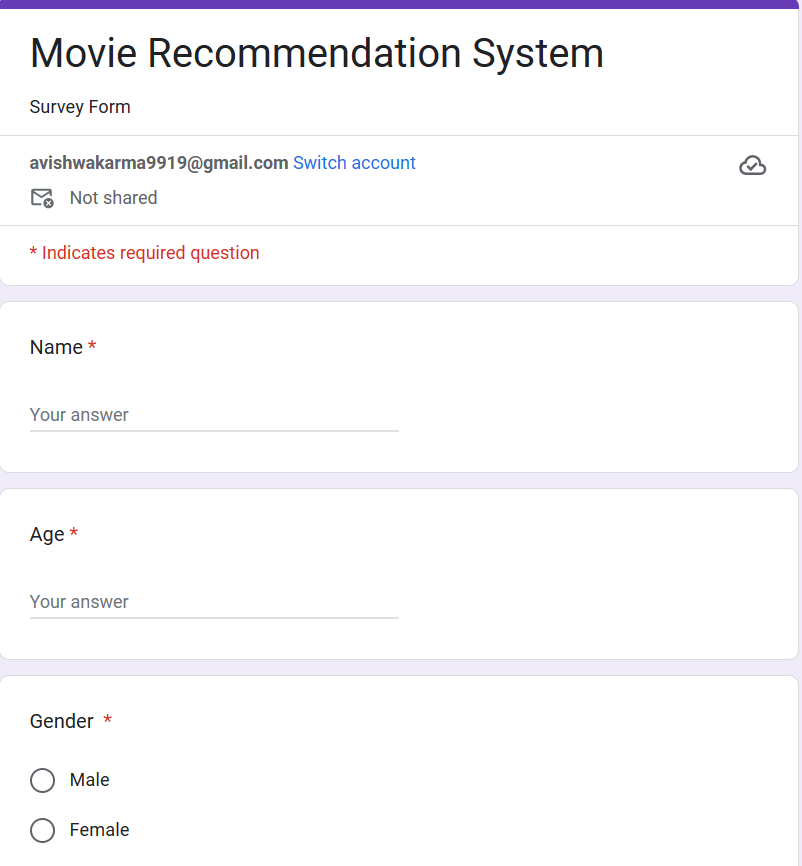 Movie Recommendation System
Survey Form
avishwakarma9919@gmail.com Switch account
Not shared
* Indicates required question
Name *
Your answer
Age *
Your answer
Gender *
Male
Female